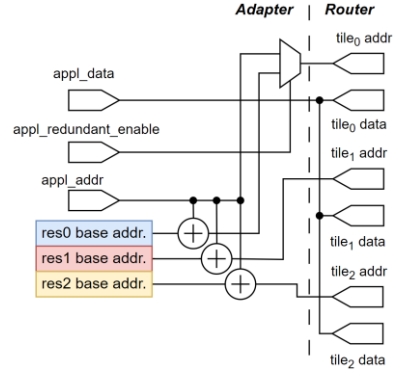 Adapter
Router
tile0 addr
appl_data
tile0 data
appl_redundant_enable
tile1 addr
appl_addr
res0 base addr.
res1 base addr.
tile1 data
res2 base addr.
tile2 addr
tile2 data